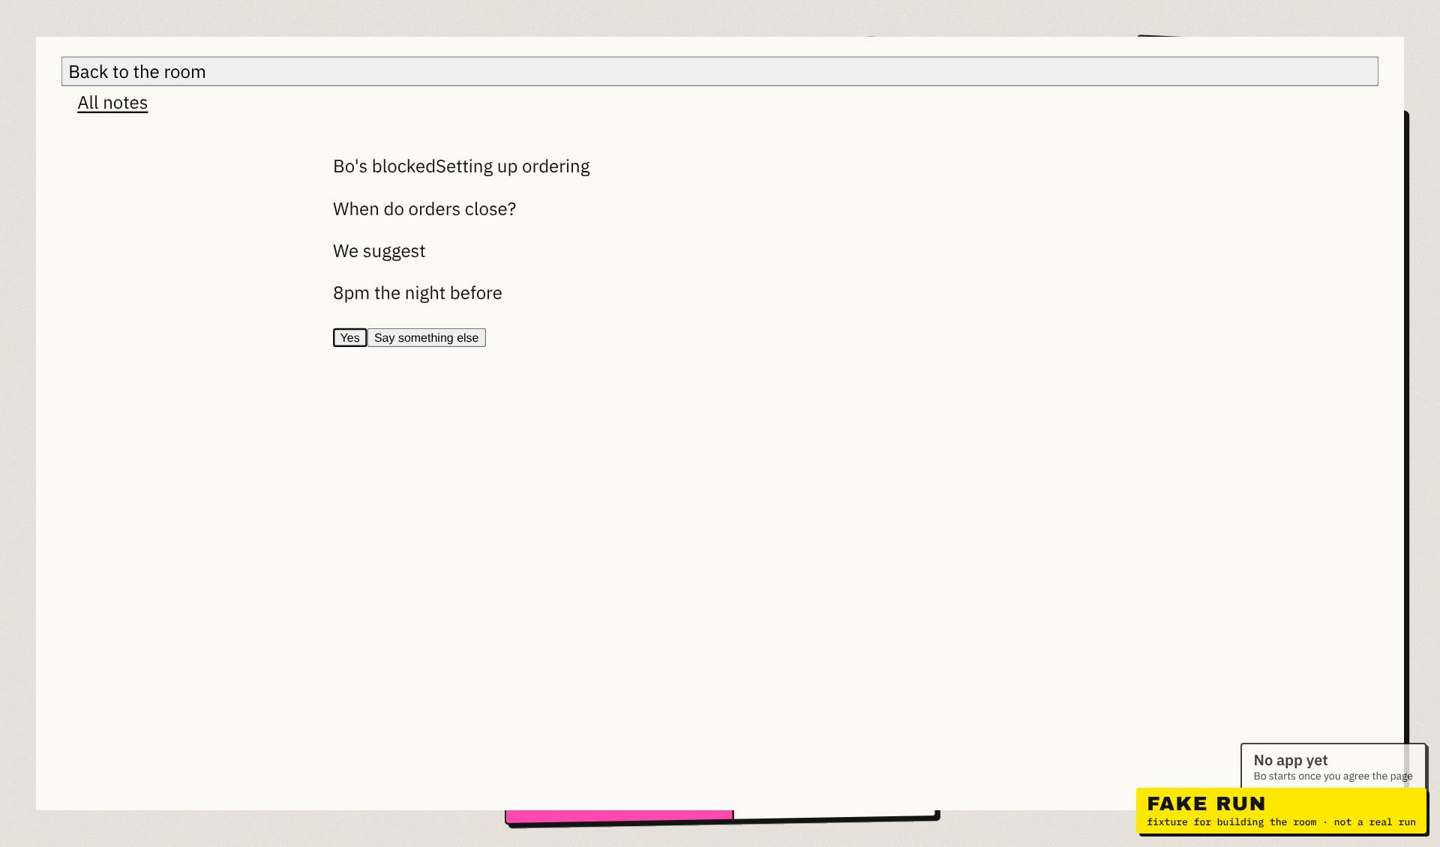 Back to the room
All notes
Bo's blockedSetting up ordering
When do orders close?
We suggest
8pm the night before
Yes
Say something else
No app yet
Bo starts once you agree the page
FAKE RUN
fixture for building the room · not a real run